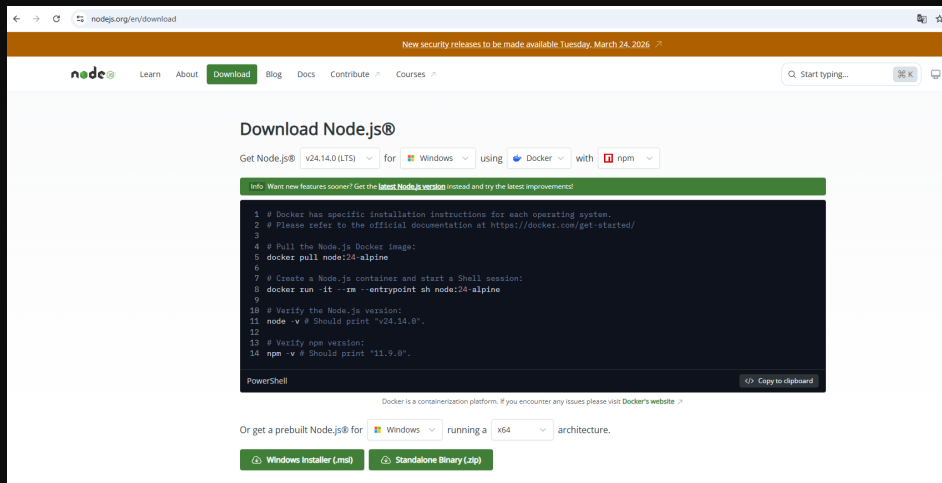 nodejs.org/en/download
New security releases to be made available Tuesday, March 24, 2026
node
Learn About Download Blog Docs Contribute Courses Start typing... ⌘ K
Download Node.js®
Get Node.js® v24.14.0 (LTS) for Windows using Docker with npm
Info Want new features sooner? Get the latest Node.js version instead and try the latest improvements!
1 # Docker has specific installation instructions for each operating system.
2 # Please refer to the official documentation at https://docker.com/get-started/
3
4 # Pull the Node.js Docker image:
5 docker pull node:24-alpine
6
7 # Create a Node.js container and start a Shell session:
8 docker run -it --rm --entrypoint sh node:24-alpine
9
10 # Verify the Node.js version:
11 node -v # Should print "v24.14.0".
12
13 # Verify npm version:
14 npm -v # Should print "11.9.0".
PowerShell </> Copy to clipboard
Docker is a containerization platform. If you encounter any issues please visit Docker's website
Or get a prebuilt Node.js® for Windows running a x64 architecture.
Windows Installer (.msi) Standalone Binary (.zip)